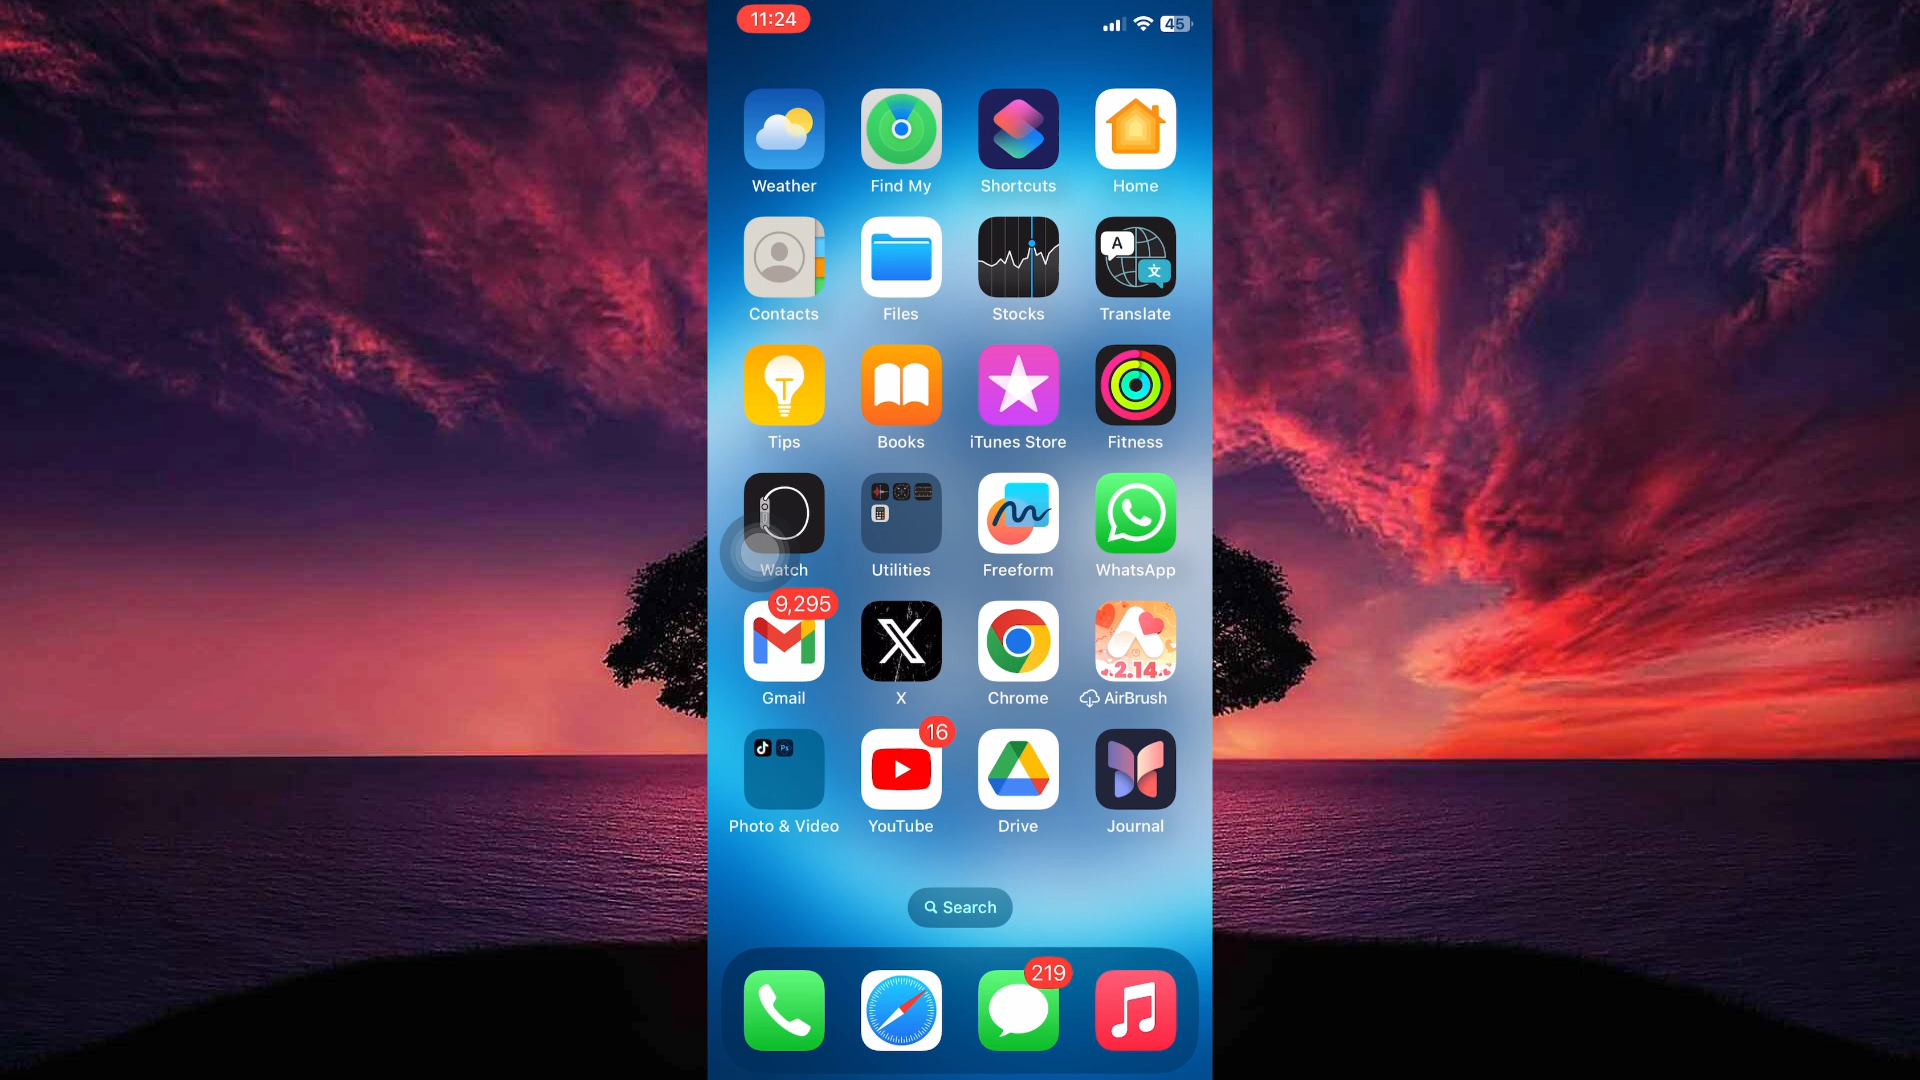 11:24
45
Weather Find My Shortcuts Home
A
文
Contacts Files Stocks Translate
Tips Books iTunes Store Fitness
Watch Utilities Freeform WhatsApp
9,295
2.14
Gmail X Chrome AirBrush
Ps
16
Photo & Video YouTube Drive Journal
Search
219